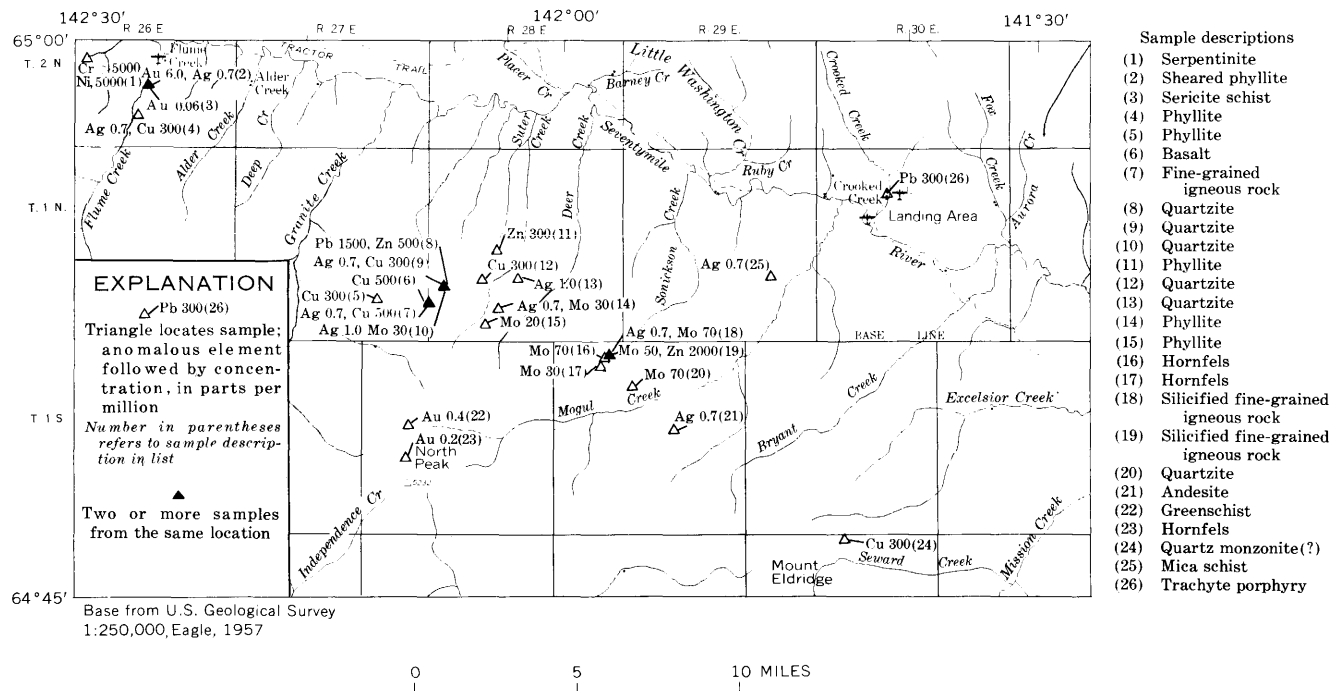 142°30'
142°00'
141°30'
R 26 E.
R 27 E
R 28 E
R 29 E.
R. 30 E.
65°00'
T. 2 N
T. 1 N.
T 1 S
64°45'
Flume
Creek
TRACTOR
TRAIL
Cr 5000
Ni, 5000(1)
Au 6.0, Ag 0.7(2)
Au 0.06(3)
Ag 0.7, Cu 300(4)
Alder
Creek
Flume Creek
Alder Creek
Deep Cr
Granite Creek
Placer Cr
Little
Washington Cr
Barney Cr
Suter Creek
Deer Creek
Seventymile
River
Ruby Cr
Crooked Creek
Fox Creek
Aurora Cr
Pb 300(26)
Crooked
Creek
Landing Area
Sonickson Creek
Pb 1500, Zn 500(8)
Ag 0.7, Cu 300(9)
Cu 500(6)
Cu 300(5)
Ag 0.7, Cu 500(7)
Ag 1.0 Mo 30(10)
Zn 300(11)
Cu 300(12)
Ag 1.0(13)
Ag 0.7, Mo 30(14)
Mo 20(15)
Ag 0.7(25)
Ag 0.7, Mo 70(18)
Mo 70(16)
Mo 50, Zn 2000(19)
Mo 30(17)
Mo 70(20)
BASE LINE
Mogul Creek
Ag 0.7(21)
Bryant Creek
Excelsior Creek
Au 0.4(22)
Au 0.2(23)
North
Peak
Independence Cr
Cu 300(24)
Mount
Eldridge
Seward Creek
Mission Creek
EXPLANATION
Pb 300(26)
Triangle locates sample;
anomalous element
followed by concen-
tration, in parts per
million
Number in parentheses
refers to sample descrip-
tion in list
Two or more samples
from the same location
Base from U.S. Geological Survey
1:250,000, Eagle, 1957
0 5 10 MILES
Sample descriptions
(1) Serpentinite
(2) Sheared phyllite
(3) Sericite schist
(4) Phyllite
(5) Phyllite
(6) Basalt
(7) Fine-grained
igneous rock
(8) Quartzite
(9) Quartzite
(10) Quartzite
(11) Phyllite
(12) Quartzite
(13) Quartzite
(14) Phyllite
(15) Phyllite
(16) Hornfels
(17) Hornfels
(18) Silicified fine-grained
igneous rock
(19) Silicified fine-grained
igneous rock
(20) Quartzite
(21) Andesite
(22) Greenschist
(23) Hornfels
(24) Quartz monzonite(?)
(25) Mica schist
(26) Trachyte porphyry